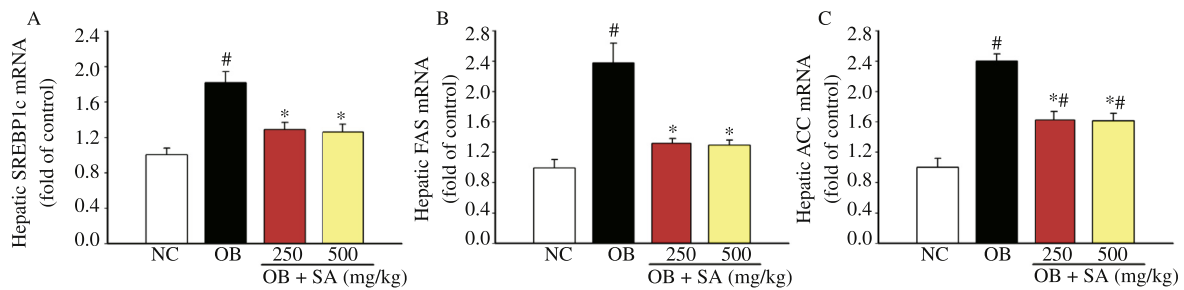 A
Hepatic SREBP1c mRNA
(fold of control)
2.4
2.0
1.6
1.2
0.8
0.4
0.0
#
*
*
NC
OB
250
500
OB + SA (mg/kg)
B
Hepatic FAS mRNA
(fold of control)
2.8
2.4
2.0
1.6
1.2
0.8
0.4
0.0
#
*
*
NC
OB
250
500
OB + SA (mg/kg)
C
Hepatic ACC mRNA
(fold of control)
2.8
2.4
2.0
1.6
1.2
0.8
0.4
0.0
#
*#
*#
NC
OB
250
500
OB + SA (mg/kg)